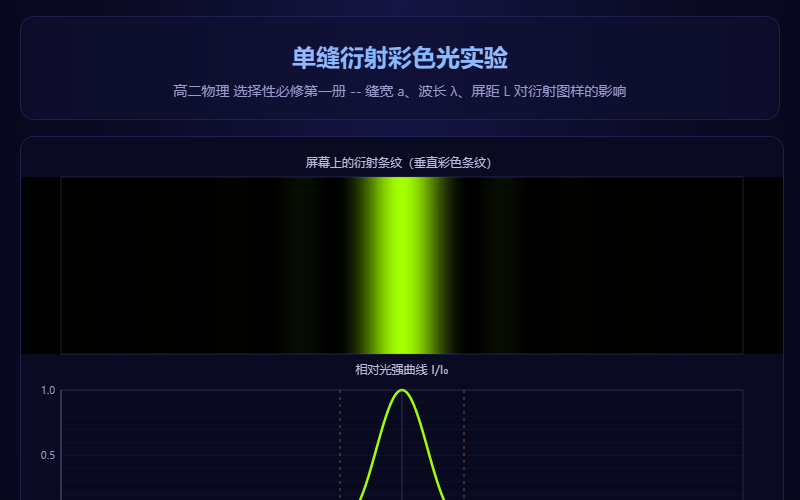 单缝衍射彩色光实验
高二物理 选择性必修第一册 -- 缝宽 a、波长 λ、屏距 L 对衍射图样的影响
屏幕上的衍射条纹（垂直彩色条纹）
相对光强曲线 I/I₀
1.0
0.5